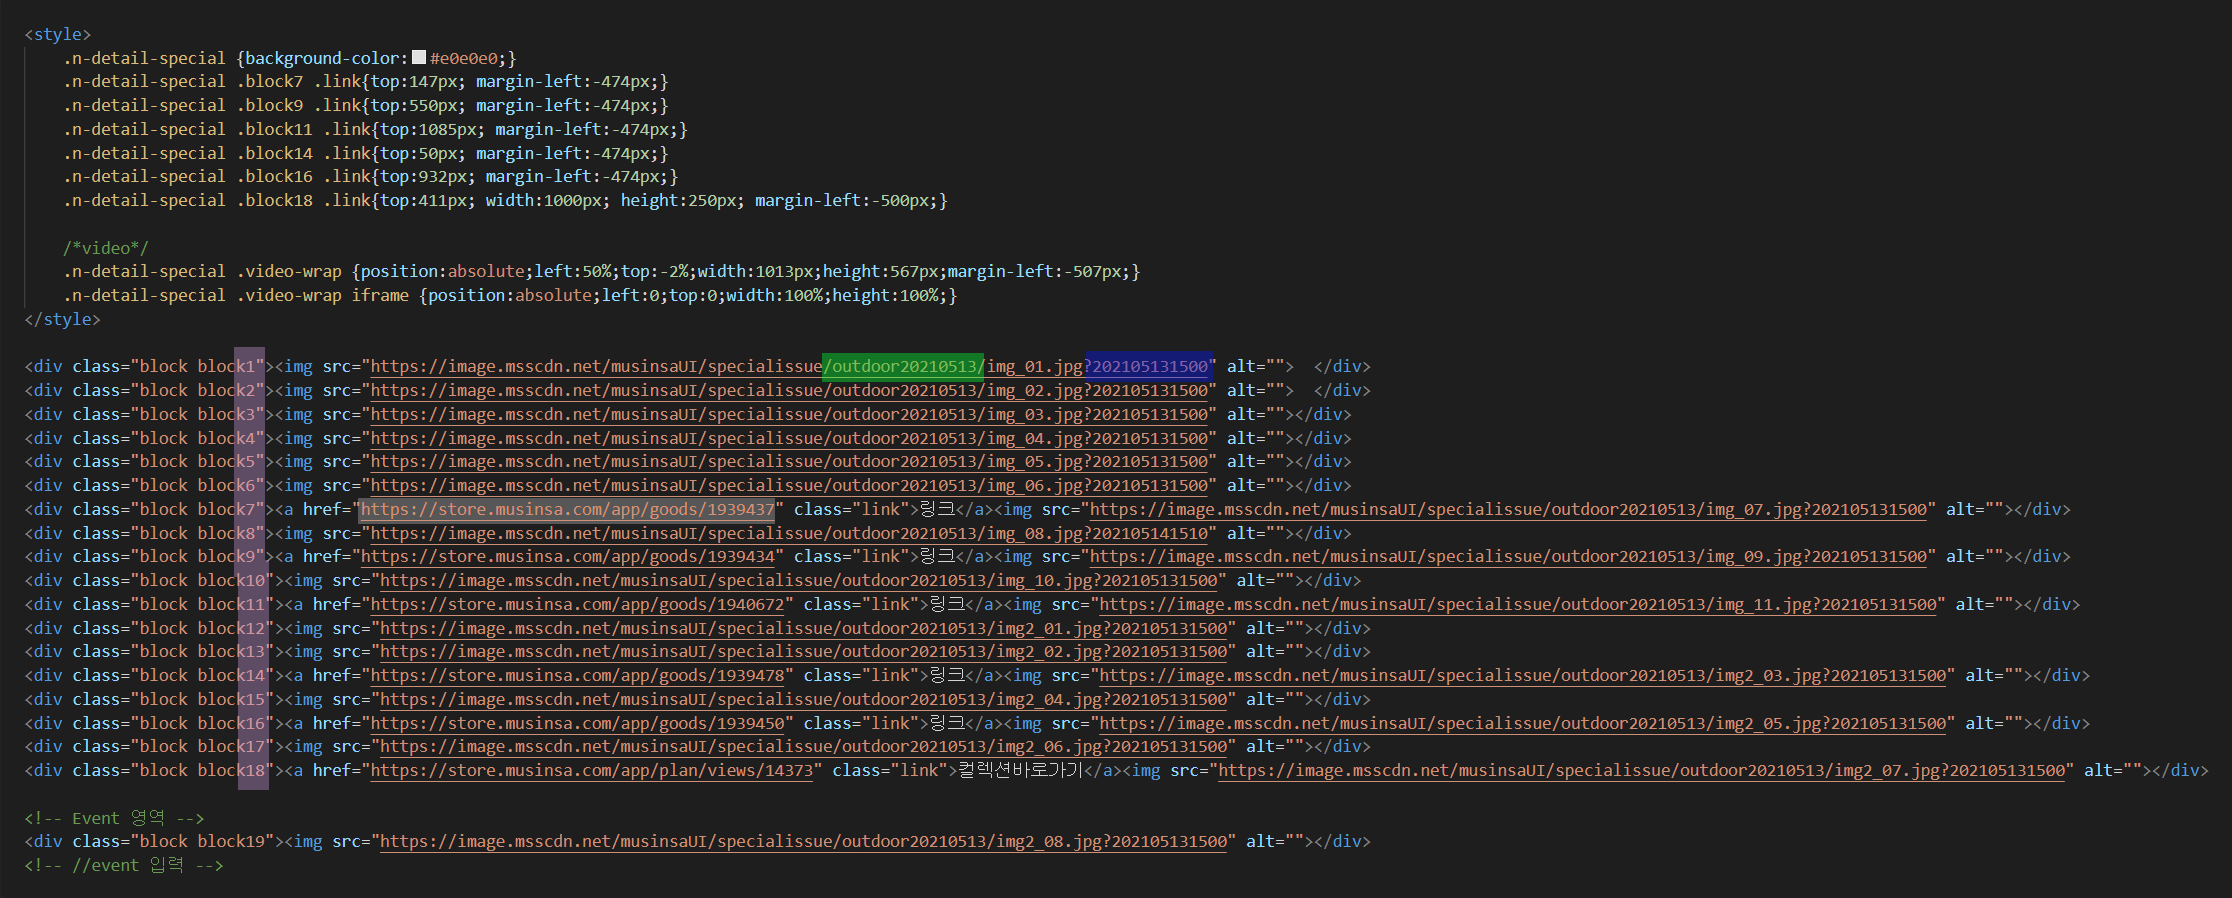 <style>
.n-detail-special {background-color:#e0e0e0;}
.n-detail-special .block7 .link{top:147px; margin-left:-474px;}
.n-detail-special .block9 .link{top:550px; margin-left:-474px;}
.n-detail-special .block11 .link{top:1085px; margin-left:-474px;}
.n-detail-special .block14 .link{top:50px; margin-left:-474px;}
.n-detail-special .block16 .link{top:932px; margin-left:-474px;}
.n-detail-special .block18 .link{top:411px; width:1000px; height:250px; margin-left:-500px;}
/*video*/
.n-detail-special .video-wrap {position:absolute;left:50%;top:-2%;width:1013px;height:567px;margin-left:-507px;}
.n-detail-special .video-wrap iframe {position:absolute;left:0;top:0;width:100%;height:100%;}
</style>
<div class="block block1"><img src="https://image.msscdn.net/musinsaUI/specialissue/outdoor20210513/img_01.jpg?202105131500" alt="">  </div>
<div class="block block2"><img src="https://image.msscdn.net/musinsaUI/specialissue/outdoor20210513/img_02.jpg?202105131500" alt="">  </div>
<div class="block block3"><img src="https://image.msscdn.net/musinsaUI/specialissue/outdoor20210513/img_03.jpg?202105131500" alt=""></div>
<div class="block block4"><img src="https://image.msscdn.net/musinsaUI/specialissue/outdoor20210513/img_04.jpg?202105131500" alt=""></div>
<div class="block block5"><img src="https://image.msscdn.net/musinsaUI/specialissue/outdoor20210513/img_05.jpg?202105131500" alt=""></div>
<div class="block block6"><img src="https://image.msscdn.net/musinsaUI/specialissue/outdoor20210513/img_06.jpg?202105131500" alt=""></div>
<div class="block block7"><a href="https://store.musinsa.com/app/goods/1939437" class="link">링크</a><img src="https://image.msscdn.net/musinsaUI/specialissue/outdoor20210513/img_07.jpg?202105131500" alt=""></div>
<div class="block block8"><img src="https://image.msscdn.net/musinsaUI/specialissue/outdoor20210513/img_08.jpg?202105141510" alt=""></div>
<div class="block block9"><a href="https://store.musinsa.com/app/goods/1939434" class="link">링크</a><img src="https://image.msscdn.net/musinsaUI/specialissue/outdoor20210513/img_09.jpg?202105131500" alt=""></div>
<div class="block block10"><img src="https://image.msscdn.net/musinsaUI/specialissue/outdoor20210513/img_10.jpg?202105131500" alt=""></div>
<div class="block block11"><a href="https://store.musinsa.com/app/goods/1940672" class="link">링크</a><img src="https://image.msscdn.net/musinsaUI/specialissue/outdoor20210513/img_11.jpg?202105131500" alt=""></div>
<div class="block block12"><img src="https://image.msscdn.net/musinsaUI/specialissue/outdoor20210513/img2_01.jpg?202105131500" alt=""></div>
<div class="block block13"><img src="https://image.msscdn.net/musinsaUI/specialissue/outdoor20210513/img2_02.jpg?202105131500" alt=""></div>
<div class="block block14"><a href="https://store.musinsa.com/app/goods/1939478" class="link">링크</a><img src="https://image.msscdn.net/musinsaUI/specialissue/outdoor20210513/img2_03.jpg?202105131500" alt=""></div>
<div class="block block15"><img src="https://image.msscdn.net/musinsaUI/specialissue/outdoor20210513/img2_04.jpg?202105131500" alt=""></div>
<div class="block block16"><a href="https://store.musinsa.com/app/goods/1939450" class="link">링크</a><img src="https://image.msscdn.net/musinsaUI/specialissue/outdoor20210513/img2_05.jpg?202105131500" alt=""></div>
<div class="block block17"><img src="https://image.msscdn.net/musinsaUI/specialissue/outdoor20210513/img2_06.jpg?202105131500" alt=""></div>
<div class="block block18"><a href="https://store.musinsa.com/app/plan/views/14373" class="link">컬렉션바로가기</a><img src="https://image.msscdn.net/musinsaUI/specialissue/outdoor20210513/img2_07.jpg?202105131500" alt=""></div>
<!-- Event 영역 -->
<div class="block block19"><img src="https://image.msscdn.net/musinsaUI/specialissue/outdoor20210513/img2_08.jpg?202105131500" alt=""></div>
<!-- //event 입력 -->